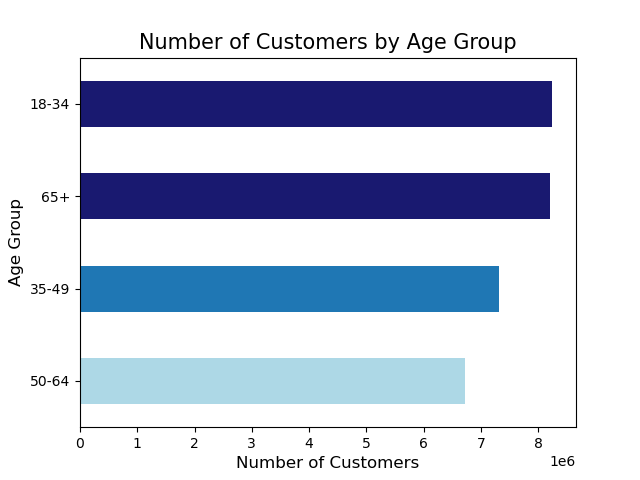 Number of Customers by Age Group
Age Group
18-34
65+
35-49
50-64
0 1 2 3 4 5 6 7 8
1e6
Number of Customers